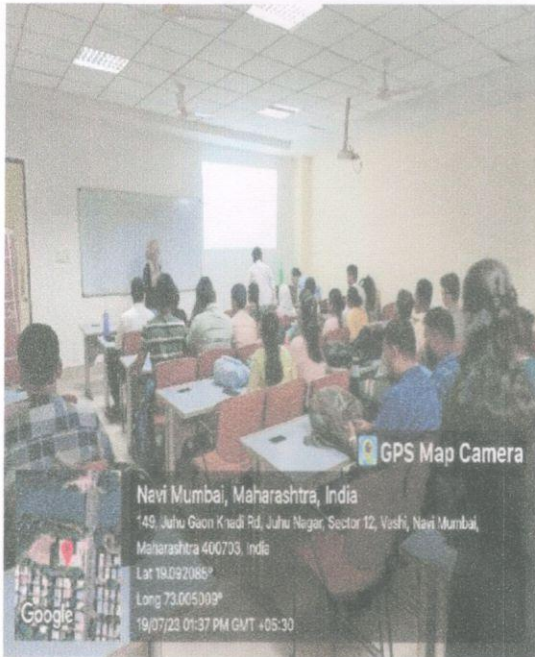 GPS Map Camera
Navi Mumbai, Maharashtra, India
149, Juhu Gaon Khadi Rd, Juhu Nagar, Sector 12, Vashi, Navi Mumbai,
Maharashtra 400703, India
Lat 19.092085°
Long 73.005009°
19/07/23 01:37 PM GMT +05:30
Google